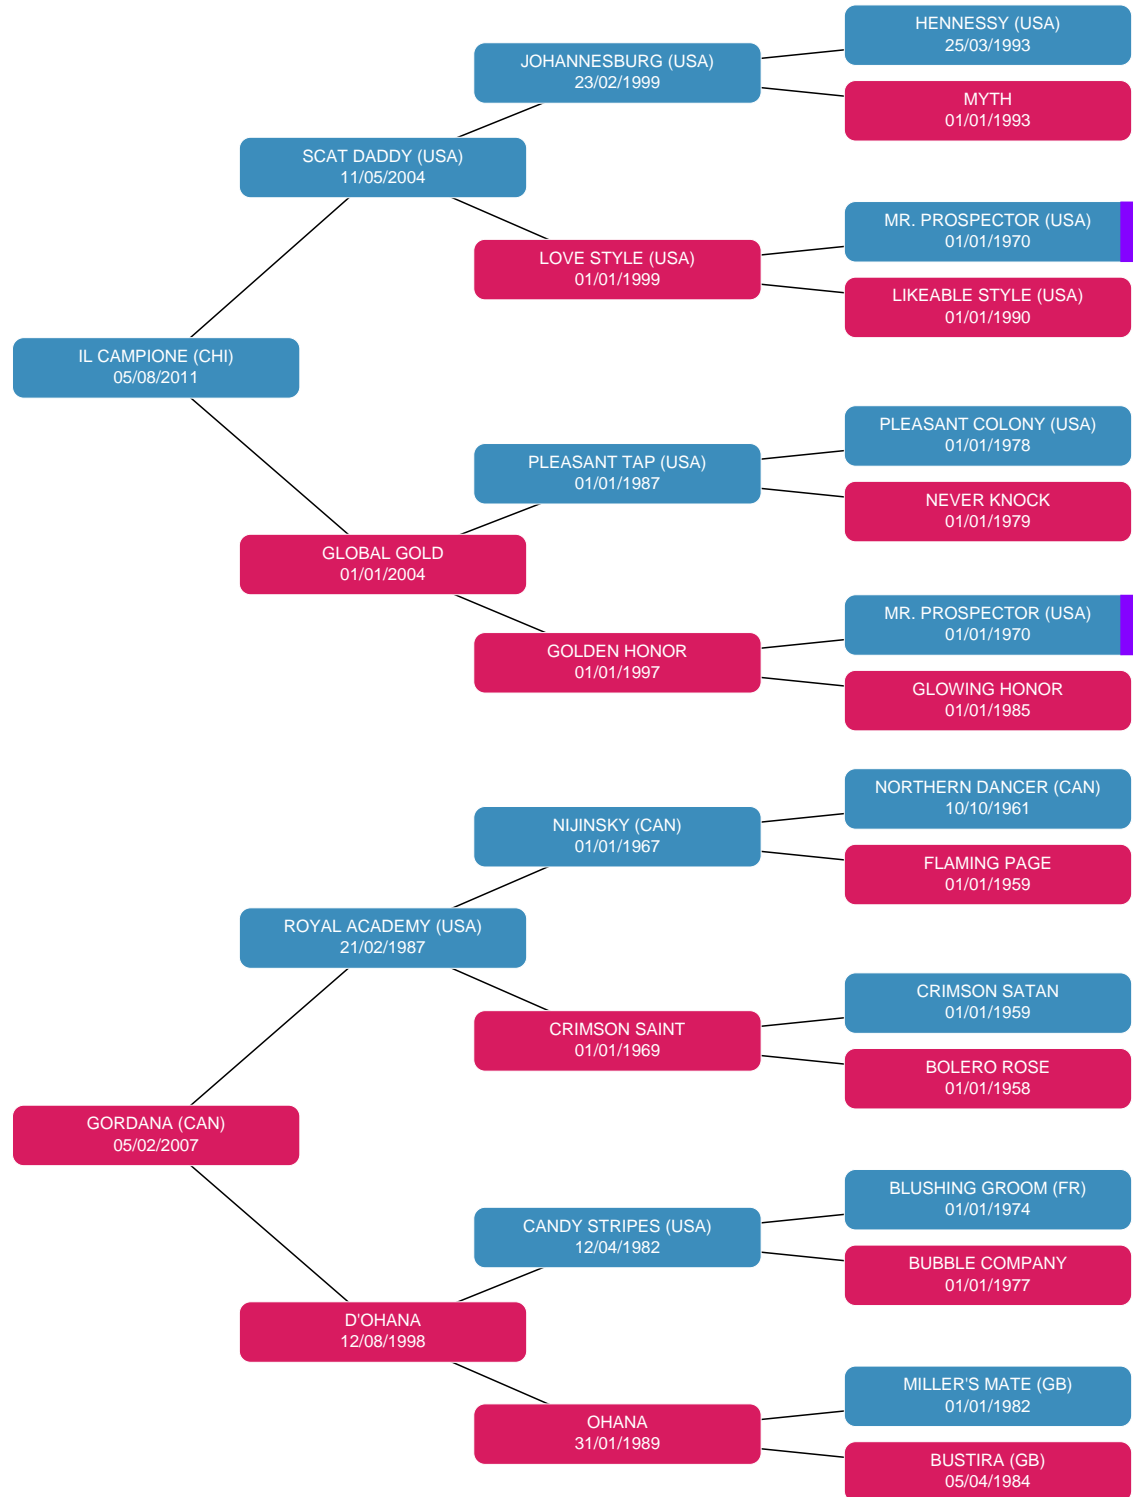 HENNESSY (USA)
25/03/1993
JOHANNESBURG (USA)
23/02/1999
MYTH
01/01/1993
SCAT DADDY (USA)
11/05/2004
MR. PROSPECTOR (USA)
01/01/1970
LOVE STYLE (USA)
01/01/1999
LIKEABLE STYLE (USA)
01/01/1990
IL CAMPIONE (CHI)
05/08/2011
PLEASANT COLONY (USA)
01/01/1978
PLEASANT TAP (USA)
01/01/1987
NEVER KNOCK
01/01/1979
GLOBAL GOLD
01/01/2004
MR. PROSPECTOR (USA)
01/01/1970
GOLDEN HONOR
01/01/1997
GLOWING HONOR
01/01/1985
NORTHERN DANCER (CAN)
10/10/1961
NIJINSKY (CAN)
01/01/1967
FLAMING PAGE
01/01/1959
ROYAL ACADEMY (USA)
21/02/1987
CRIMSON SATAN
01/01/1959
CRIMSON SAINT
01/01/1969
BOLERO ROSE
01/01/1958
GORDANA (CAN)
05/02/2007
BLUSHING GROOM (FR)
01/01/1974
CANDY STRIPES (USA)
12/04/1982
BUBBLE COMPANY
01/01/1977
D'OHANA
12/08/1998
MILLER'S MATE (GB)
01/01/1982
OHANA
31/01/1989
BUSTIRA (GB)
05/04/1984